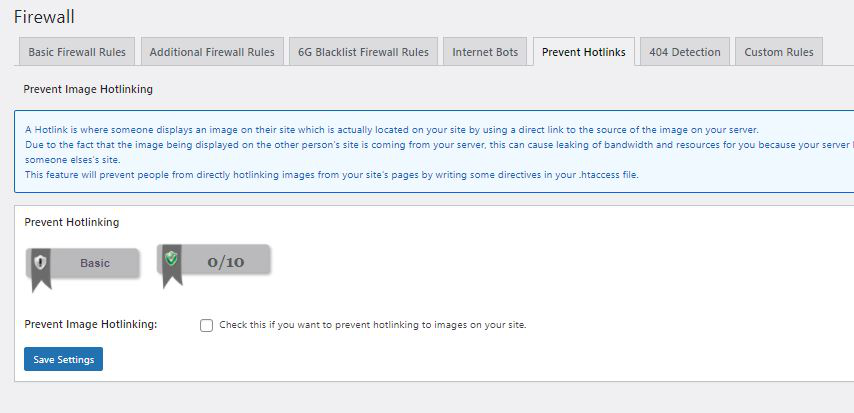 Firewall
Basic Firewall Rules
Additional Firewall Rules
6G Blacklist Firewall Rules
Internet Bots
Prevent Hotlinks
404 Detection
Custom Rules
Prevent Image Hotlinking
A Hotlink is where someone displays an image on their site which is actually located on your site by using a direct link to the source of the image on your server.
Due to the fact that the image being displayed on the other person's site is coming from your server, this can cause leaking of bandwidth and resources for you because your server
someone elses's site.
This feature will prevent people from directly hotlinking images from your site's pages by writing some directives in your .htaccess file.
Prevent Hotlinking
Basic
0/10
Prevent Image Hotlinking:
Check this if you want to prevent hotlinking to images on your site.
Save Settings